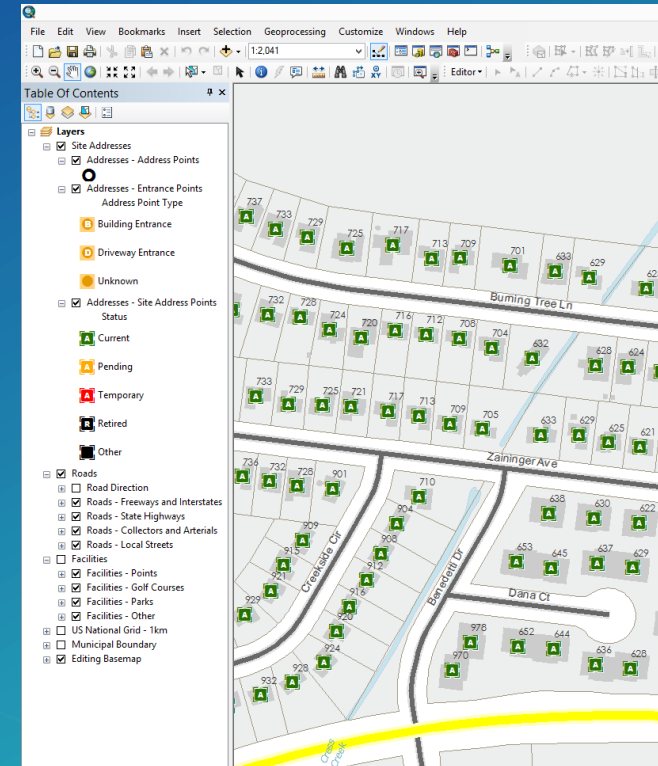 File Edit View Bookmarks Insert Selection Geoprocessing Customize Windows Help
1:2,041
Editor
Table Of Contents
Layers
Site Addresses
Addresses - Address Points
Addresses - Entrance Points
Address Point Type
B Building Entrance
D Driveway Entrance
Unknown
Addresses - Site Address Points
Status
A Current
A Pending
A Temporary
R Retired
Other
Roads
Road Direction
Roads - Freeways and Interstates
Roads - State Highways
Roads - Collectors and Arterials
Roads - Local Streets
Facilities
Facilities - Points
Facilities - Golf Courses
Facilities - Parks
Facilities - Other
US National Grid - 1km
Municipal Boundary
Editing Basemap
737 733 729 725 717 713 709 701 633 629
Burning Tree Ln
732 728 724 720 716 712 708 704 632 628 624
733 729 725 721 717 713 709 705 633 629 625 621
Zaininger Ave
736 732 728 901 710 638 630 622
904 909 908 915 912 921 916 929 920 924 928 932
Creekside Cir
Benedetti Dr
653 645 637 629
Dana Ct
978 970 652 644 636 628
Cress Creek